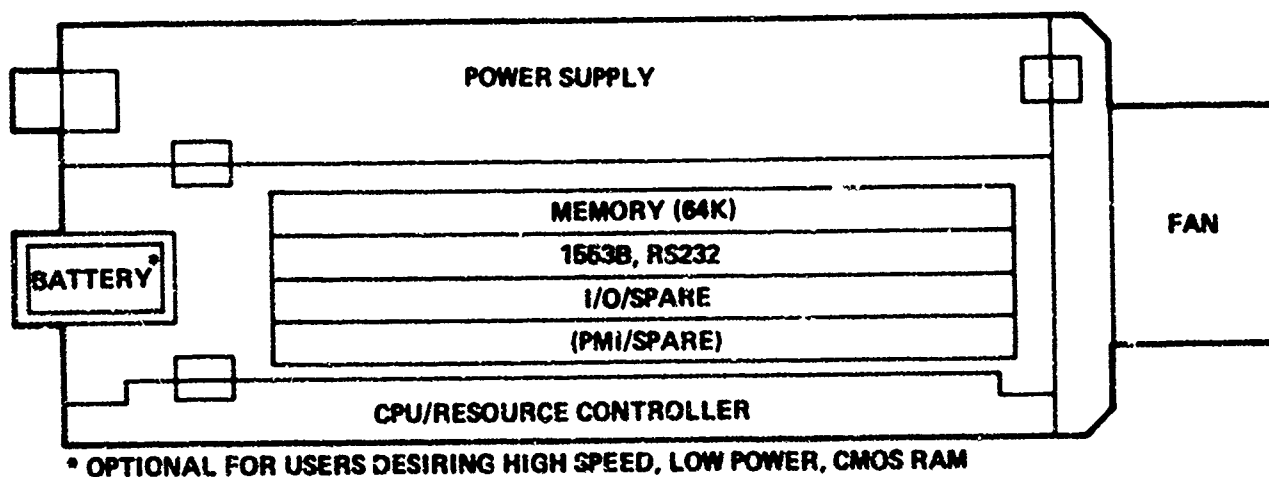 POWER SUPPLY
MEMORY (64K)
1553B, RS232
FAN
BATTERY*
I/O/SPARE
(PMI/SPARE)
CPU/RESOURCE CONTROLLER
* OPTIONAL FOR USERS DESIRING HIGH SPEED, LOW POWER, CMOS RAM